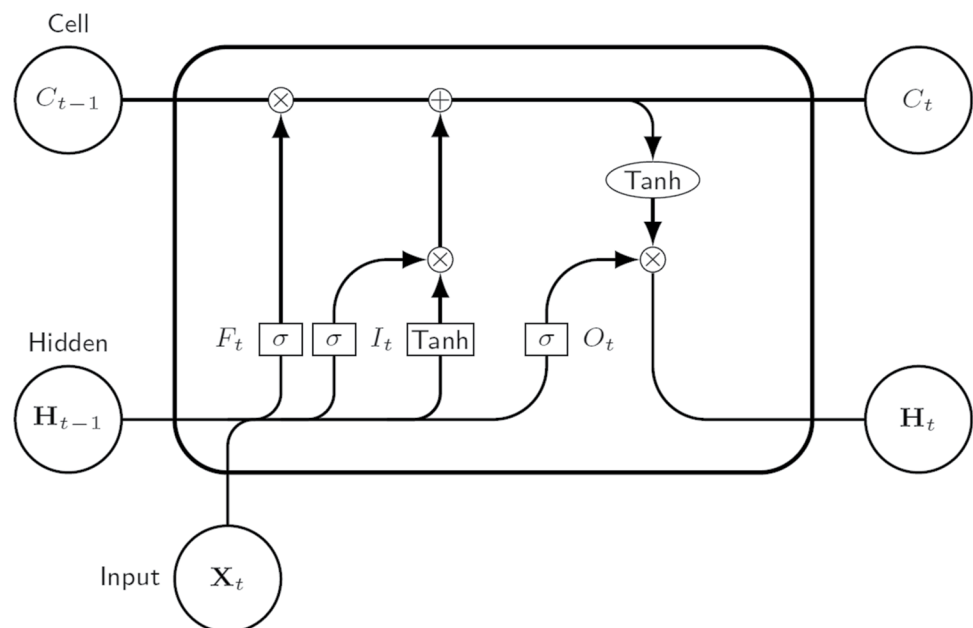 Cell
C_{t−1} × + C_t
Tanh
× ×
F_t σ σ I_t Tanh σ O_t
Hidden
H_{t−1} H_t
Input X_t